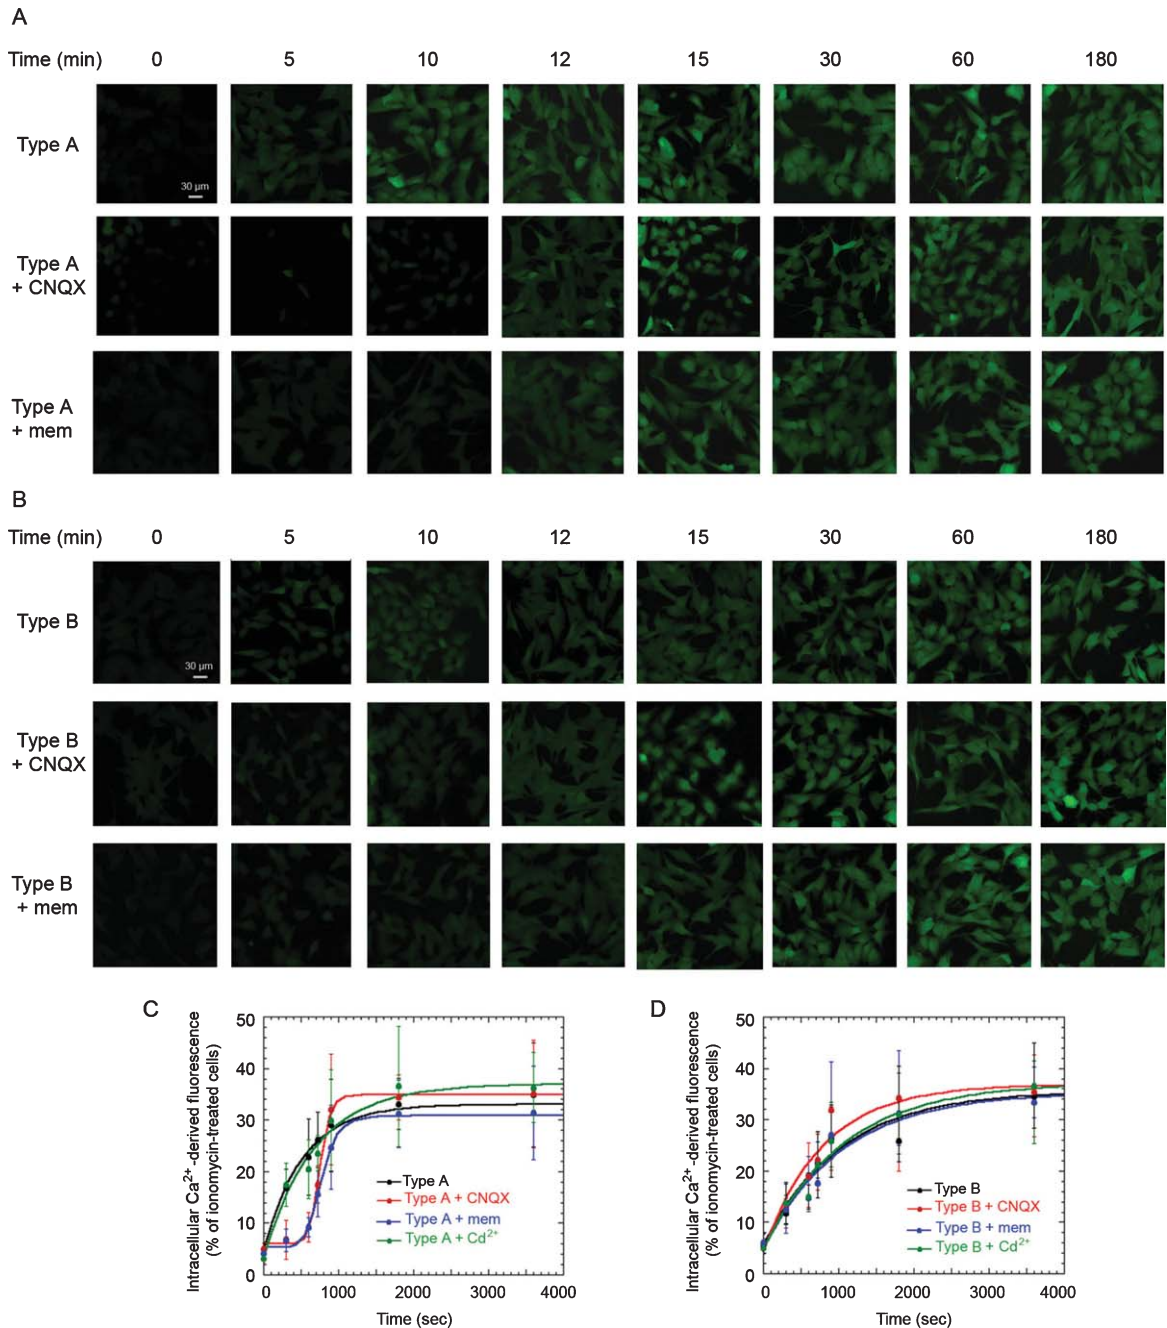 A
Time (min) 0 5 10 12 15 30 60 180
Type A
30 µm
Type A
+ CNQX
Type A
+ mem
B
Time (min) 0 5 10 12 15 30 60 180
Type B
30 µm
Type B
+ CNQX
Type B
+ mem
C
Intracellular Ca²⁺-derived fluorescence
(% of ionomycin-treated cells)
50
40
30
20
10
0
Type A
Type A + CNQX
Type A + mem
Type A + Cd²⁺
0 1000 2000 3000 4000
Time (sec)
D
Intracellular Ca²⁺-derived fluorescence
(% of ionomycin-treated cells)
50
40
30
20
10
0
Type B
Type B + CNQX
Type B + mem
Type B + Cd²⁺
0 1000 2000 3000 4000
Time (sec)